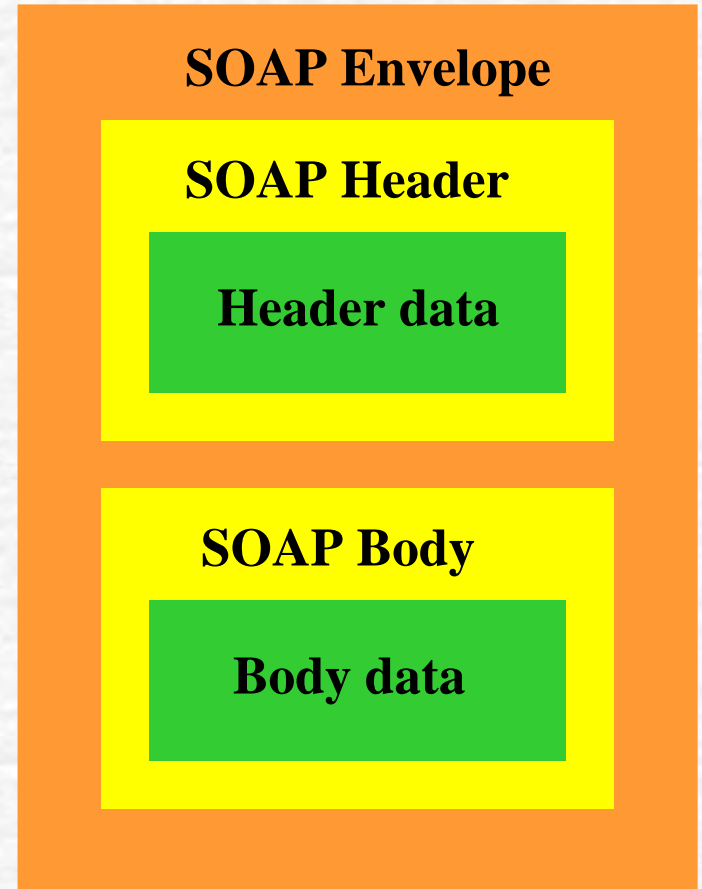 SOAP Envelope
SOAP Header
Header data
SOAP Body
Body data